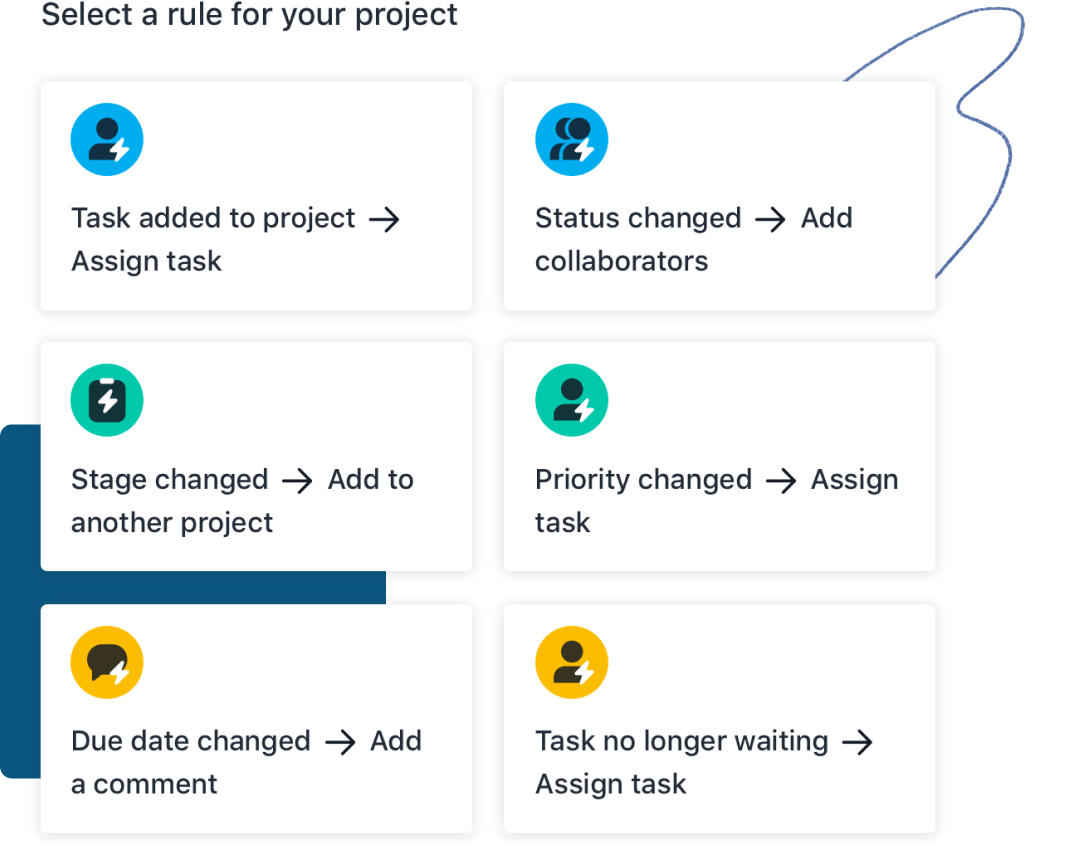 Select a rule for your project
Task added to project →
Assign task
Status changed → Add
collaborators
Stage changed → Add to
another project
Priority changed → Assign
task
Due date changed → Add
a comment
Task no longer waiting →
Assign task